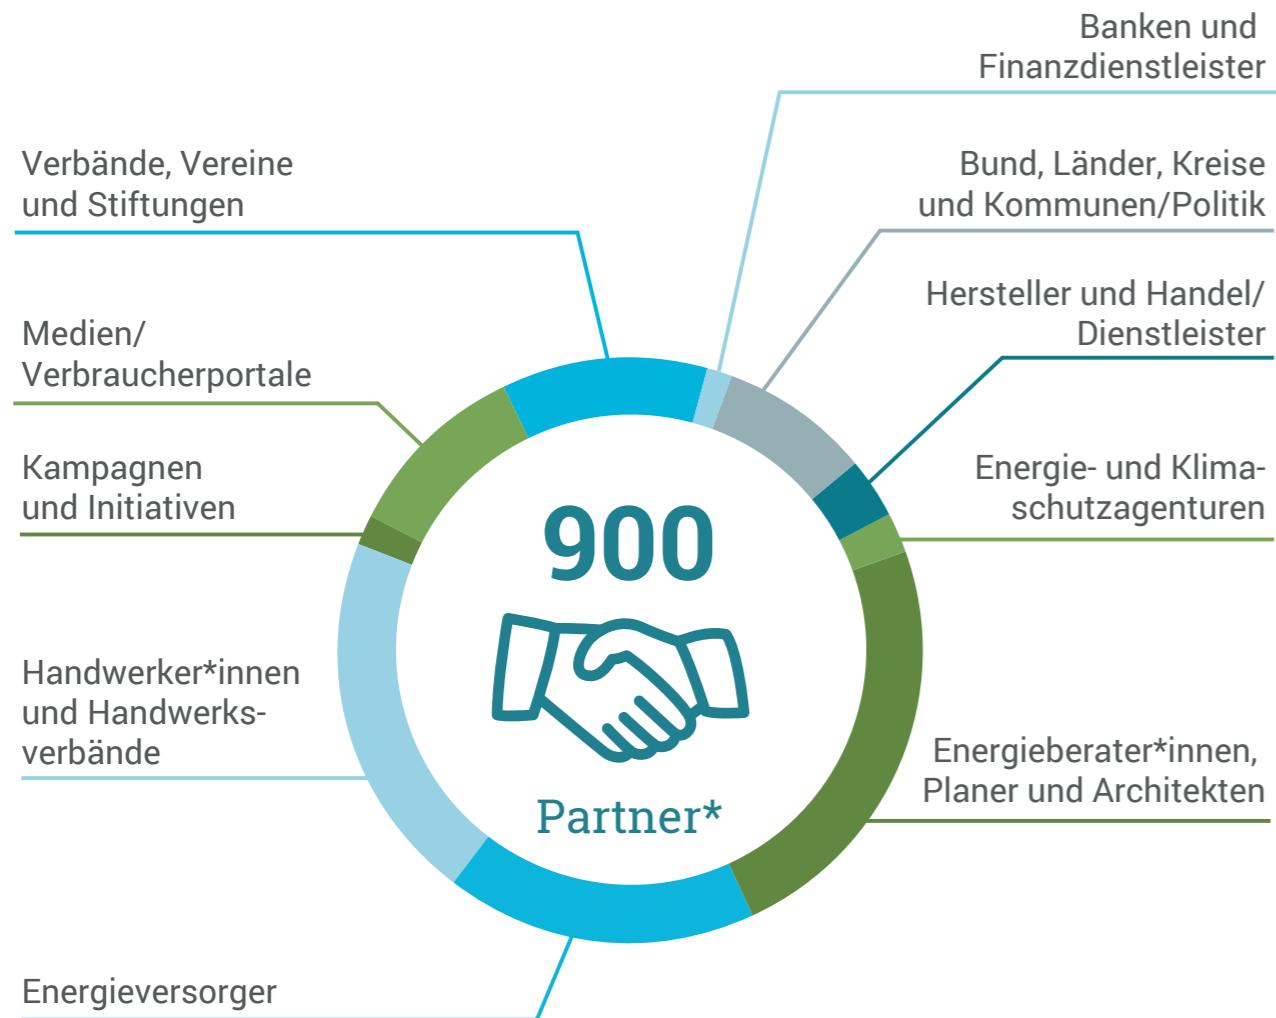 Banken und
Finanzdienstleister
Verbände, Vereine
und Stiftungen
Bund, Länder, Kreise
und Kommunen/Politik
Hersteller und Handel/
Dienstleister
Medien/
Verbraucherportale
Kampagnen
und Initiativen
Energie- und Klima-
schutzagenturen
900
Partner*
Handwerker*innen
und Handwerks-
verbände
Energieberater*innen,
Planer und Architekten
Energieversorger